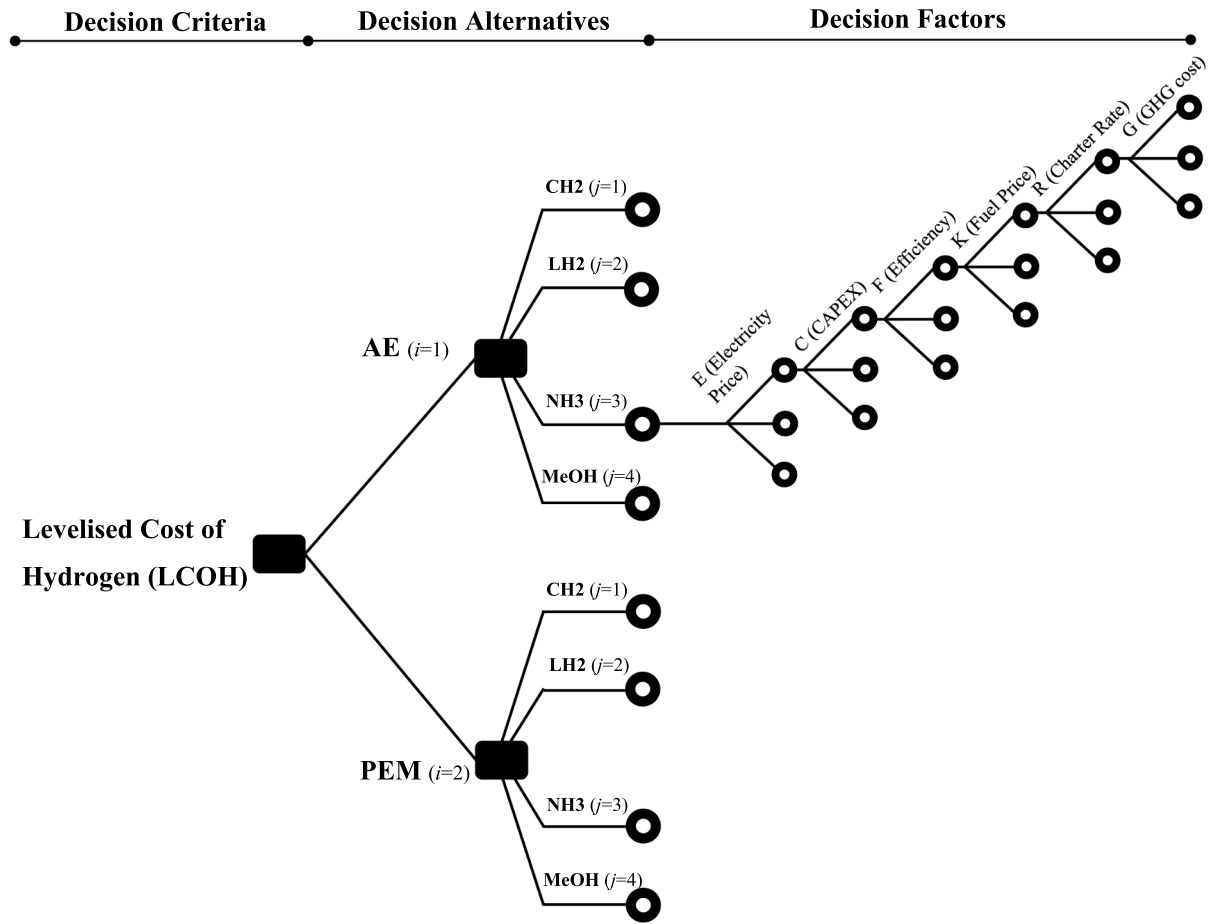 Decision Criteria
Decision Alternatives
Decision Factors
CH2 (j=1)
LH2 (j=2)
AE (i=1)
NH3 (j=3)
MeOH (j=4)
E (Electricity
Price)
C (CAPEX)
F (Efficiency)
K (Fuel Price)
R (Charter Rate)
G (GHG cost)
Levelised Cost of
Hydrogen (LCOH)
CH2 (j=1)
LH2 (j=2)
PEM (i=2)
NH3 (j=3)
MeOH (j=4)